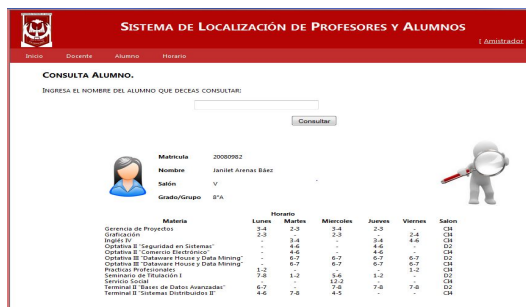 SISTEMA DE LOCALIZACIÓN DE PROFESORES Y ALUMNOS
[ Amistrador
Inicio Docente Alumno Horario
CONSULTA ALUMNO.
INGRESA EL NOMBRE DEL ALUMNO QUE DECEAS CONSULTAR:
Consultar
Matricula 20080982
Nombre Janilet Arenas Báez
Salón V
Grado/Grupo 8°A
Horario
Materia Lunes Martes Miercoles Jueves Viernes Salon
Gerencia de Proyectos 3-4 2-3 3-4 2-3 - CI4
Graficación 2-3 - 2-3 - 2-4 CI4
Inglés IV - 3-4 - 3-4 4-6 CI4
Optativa II "Seguridad en Sistemas" - 4-6 - 4-6 - D2
Optativa II "Comercio Electrónico" - 4-6 - 4-6 - CI4
Optativa III "Dataware House y Data Mining" - 6-7 6-7 6-7 6-7 D2
Optativa III "Dataware House y Data Mining" - 6-7 6-7 6-7 6-7 CI4
Practicas Profesionales 1-2 - - - 1-2 CI4
Seminario de Titulación I 7-8 1-2 5-6 1-2 - D2
Servicio Social - - 12-2 - - CI4
Terminal II "Bases de Datos Avanzadas" 6-7 - 7-8 7-8 7-8 D2
Terminal II "Sistemas Distribuidos II" 4-6 7-8 4-5 - - CI4